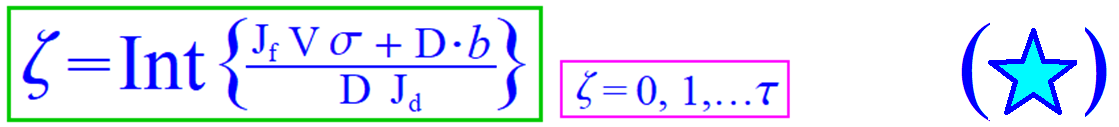 ζ = Int { (J_f V σ + D·b) / (D J_d) } ζ = 0, 1,…τ (★)